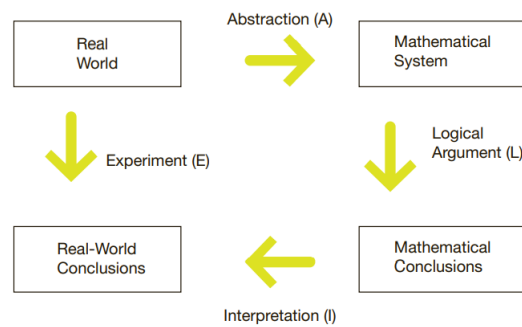 Abstraction (A)
Real
World
Mathematical
System
Experiment (E)
Logical
Argument (L)
Real-World
Conclusions
Mathematical
Conclusions
Interpretation (I)